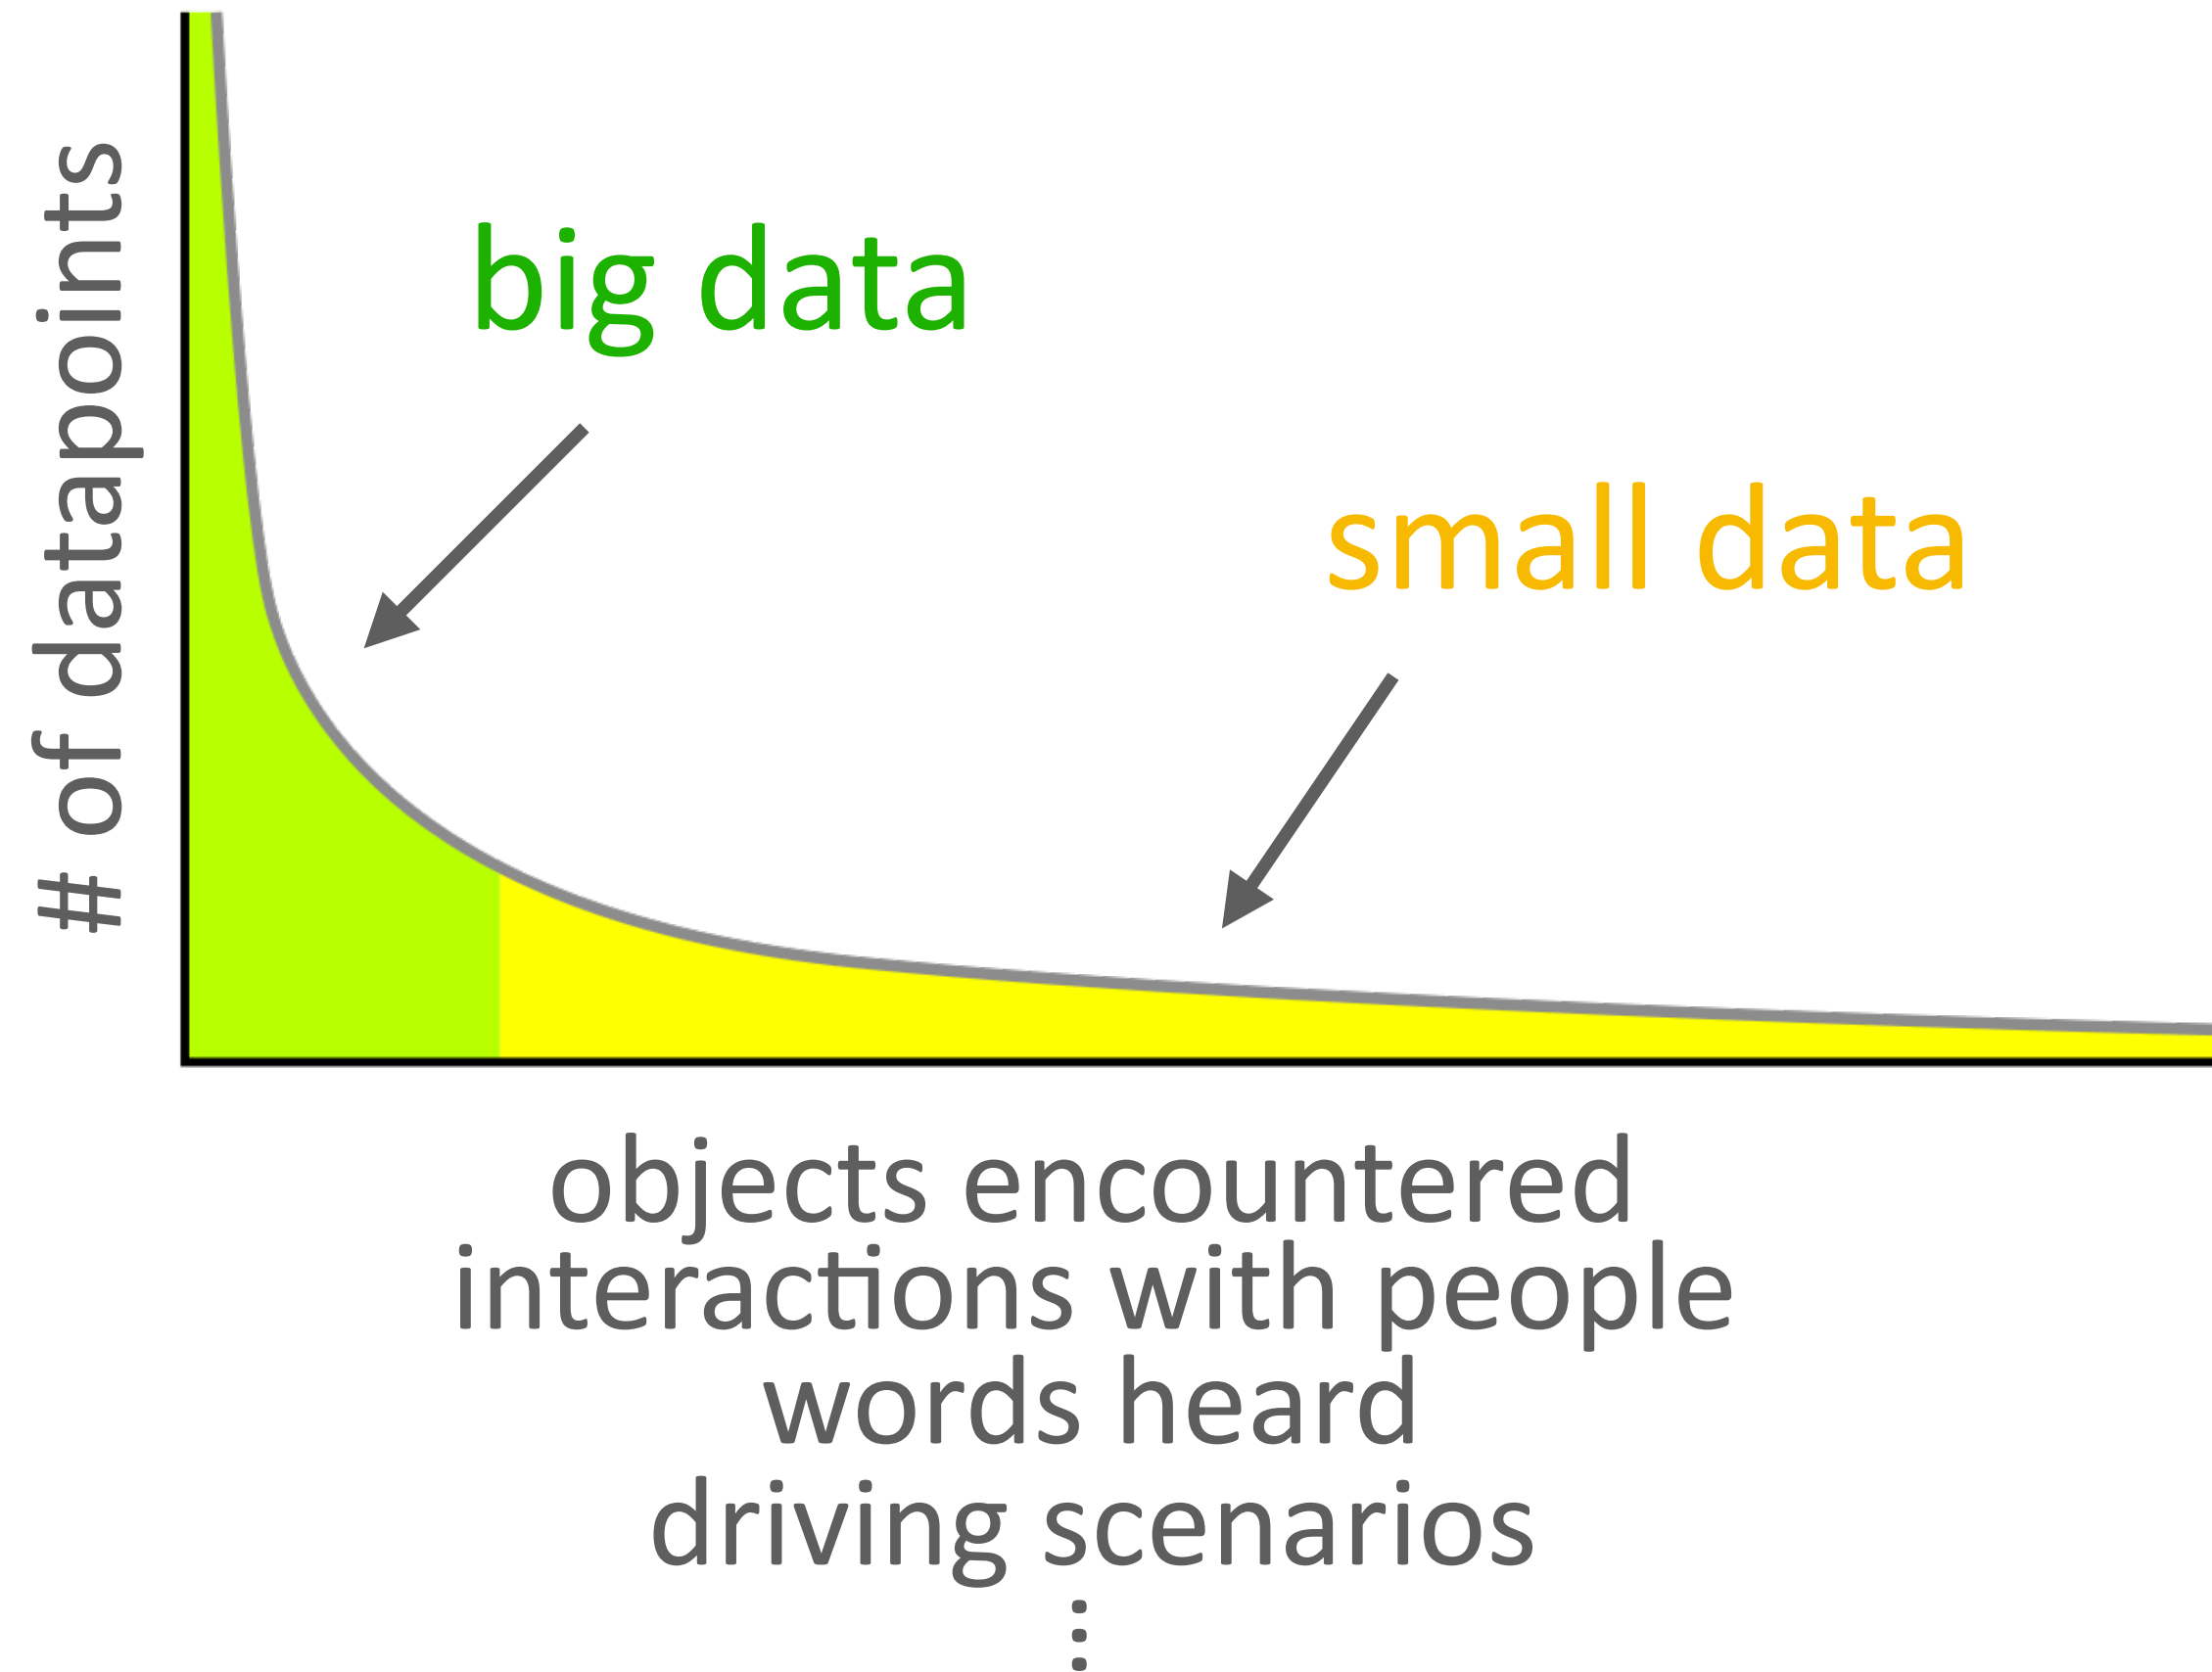 # of datapoints
big data
small data
objects encountered
interactions with people
words heard
driving scenarios
⋮